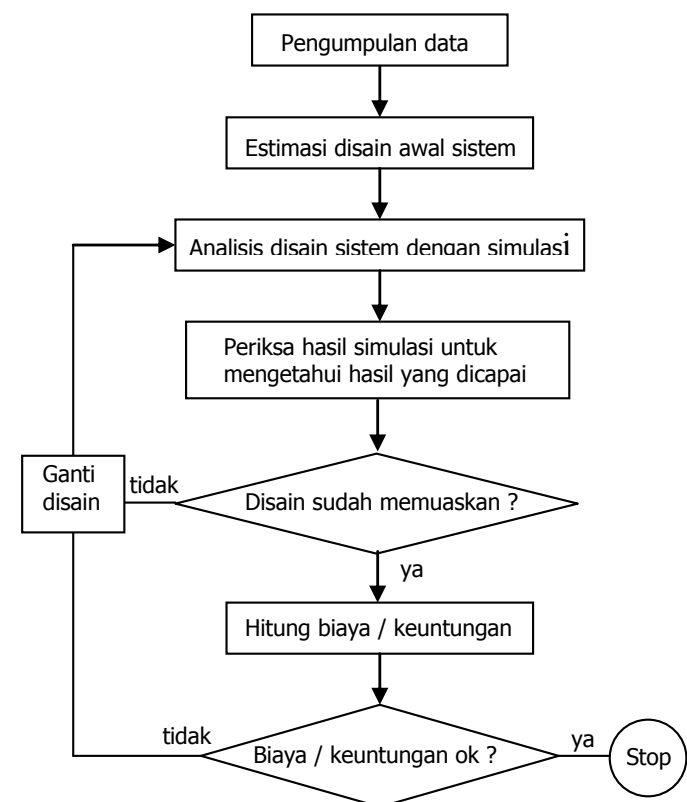 Pengumpulan data
Estimasi disain awal sistem
Analisis disain sistem dengan simulasi
Periksa hasil simulasi untuk
mengetahui hasil yang dicapai
Ganti
disain
tidak
Disain sudah memuaskan ?
ya
Hitung biaya / keuntungan
tidak
Biaya / keuntungan ok ?
ya
Stop